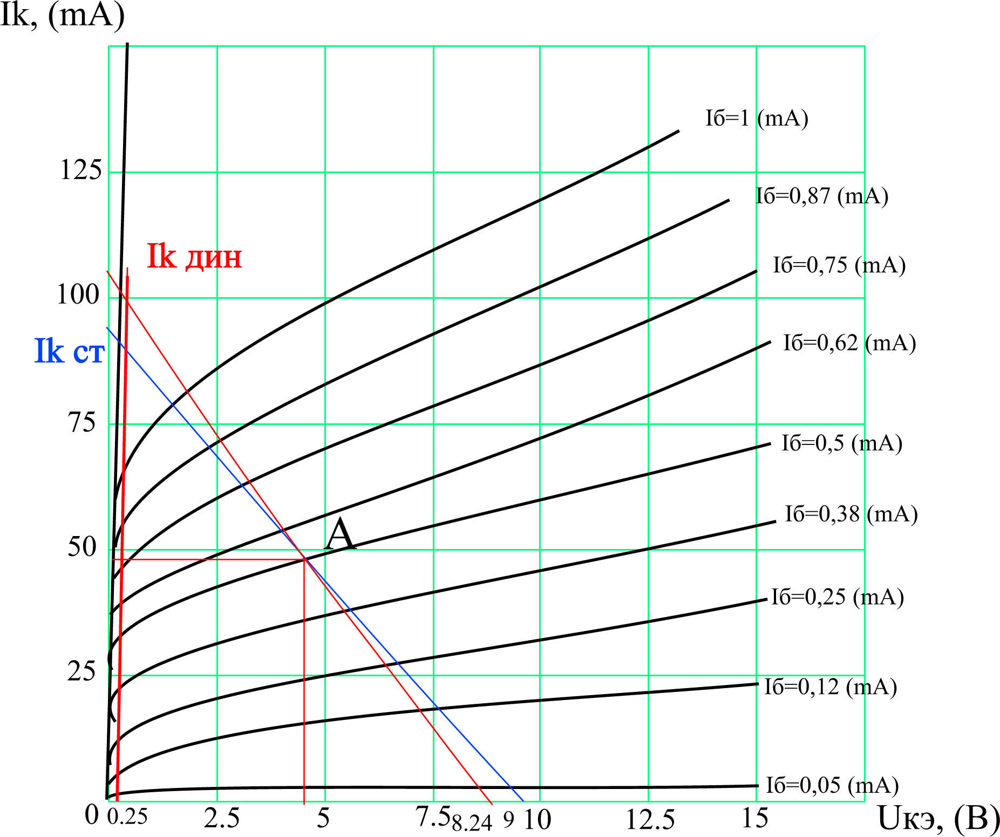 Ik, (mA)
Iб=1 (mA)
125
Iб=0,87 (mA)
Ik дин
Iб=0,75 (mA)
100
Ik ст
Iб=0,62 (mA)
75
Iб=0,5 (mA)
A
Iб=0,38 (mA)
50
Iб=0,25 (mA)
25
Iб=0,12 (mA)
Iб=0,05 (mA)
0 0.25 2.5 5 7.5 8.24 9 10 12.5 15 Uкэ, (В)